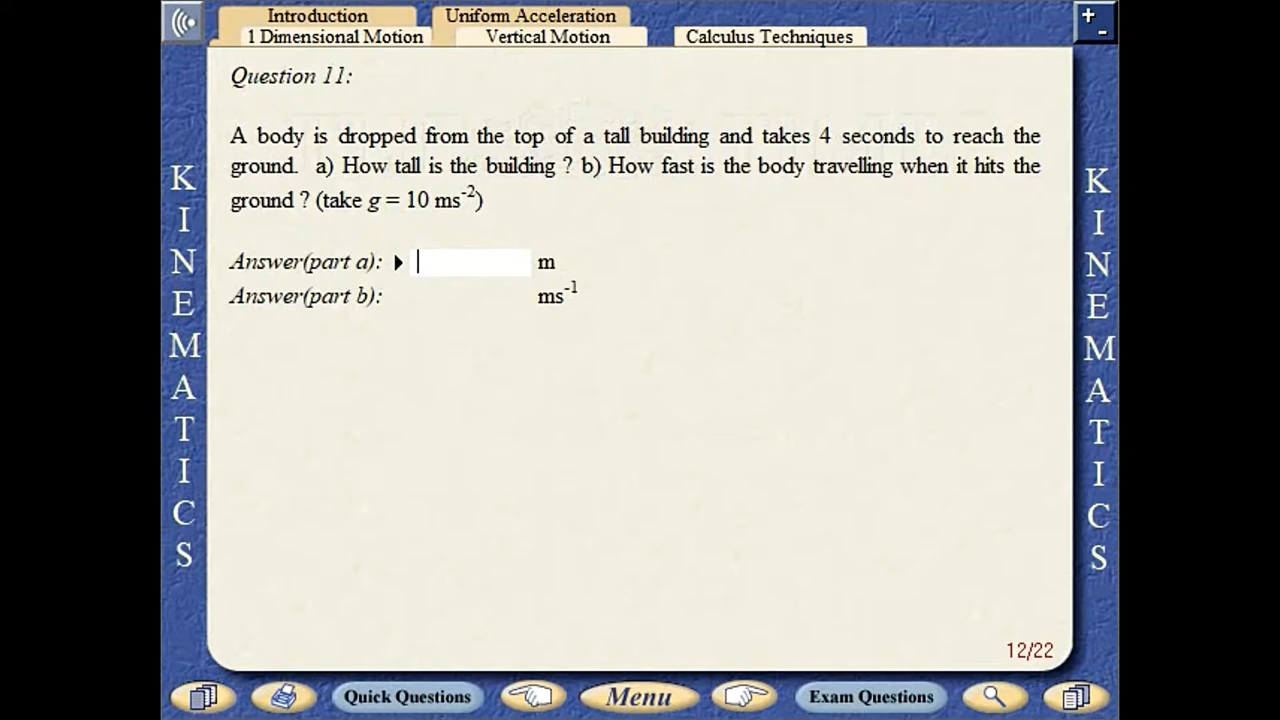 Introduction
Uniform Acceleration
1 Dimensional Motion
Vertical Motion
Calculus Techniques
+
-
Question 11:
A body is dropped from the top of a tall building and takes 4 seconds to reach the
ground. a) How tall is the building ? b) How fast is the body travelling when it hits the
ground ? (take g = 10 ms⁻²)
Answer(part a): m
Answer(part b): ms⁻¹
K
I
N
E
M
A
T
I
C
S
K
I
N
E
M
A
T
I
C
S
12/22
Quick Questions
Menu
Exam Questions